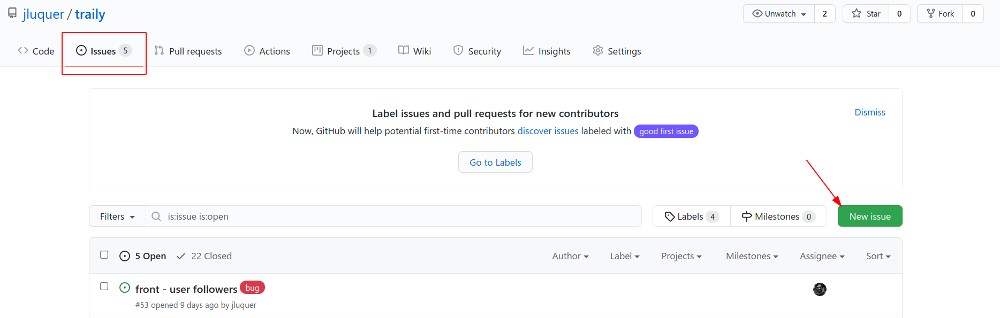 jluquer / traily
Unwatch 2 Star 0 Fork 0
Code Issues 5 Pull requests Actions Projects 1 Wiki Security Insights Settings
Label issues and pull requests for new contributors
Dismiss
Now, GitHub will help potential first-time contributors discover issues labeled with good first issue
Go to Labels
Filters is:issue is:open Labels 4 Milestones 0 New issue
5 Open 22 Closed Author Label Projects Milestones Assignee Sort
front - user followers bug
#53 opened 9 days ago by jluquer